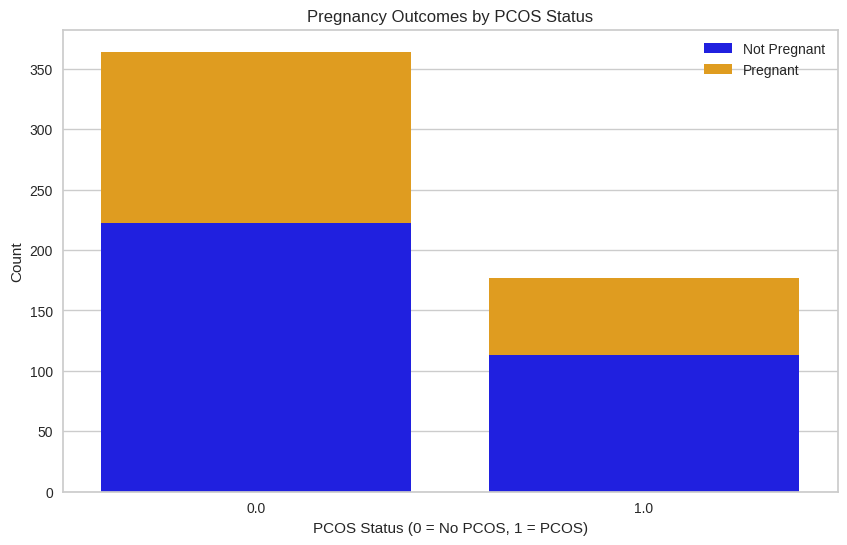 Pregnancy Outcomes by PCOS Status
Not Pregnant
Pregnant
Count
350
300
250
200
150
100
50
0
0.0
1.0
PCOS Status (0 = No PCOS, 1 = PCOS)